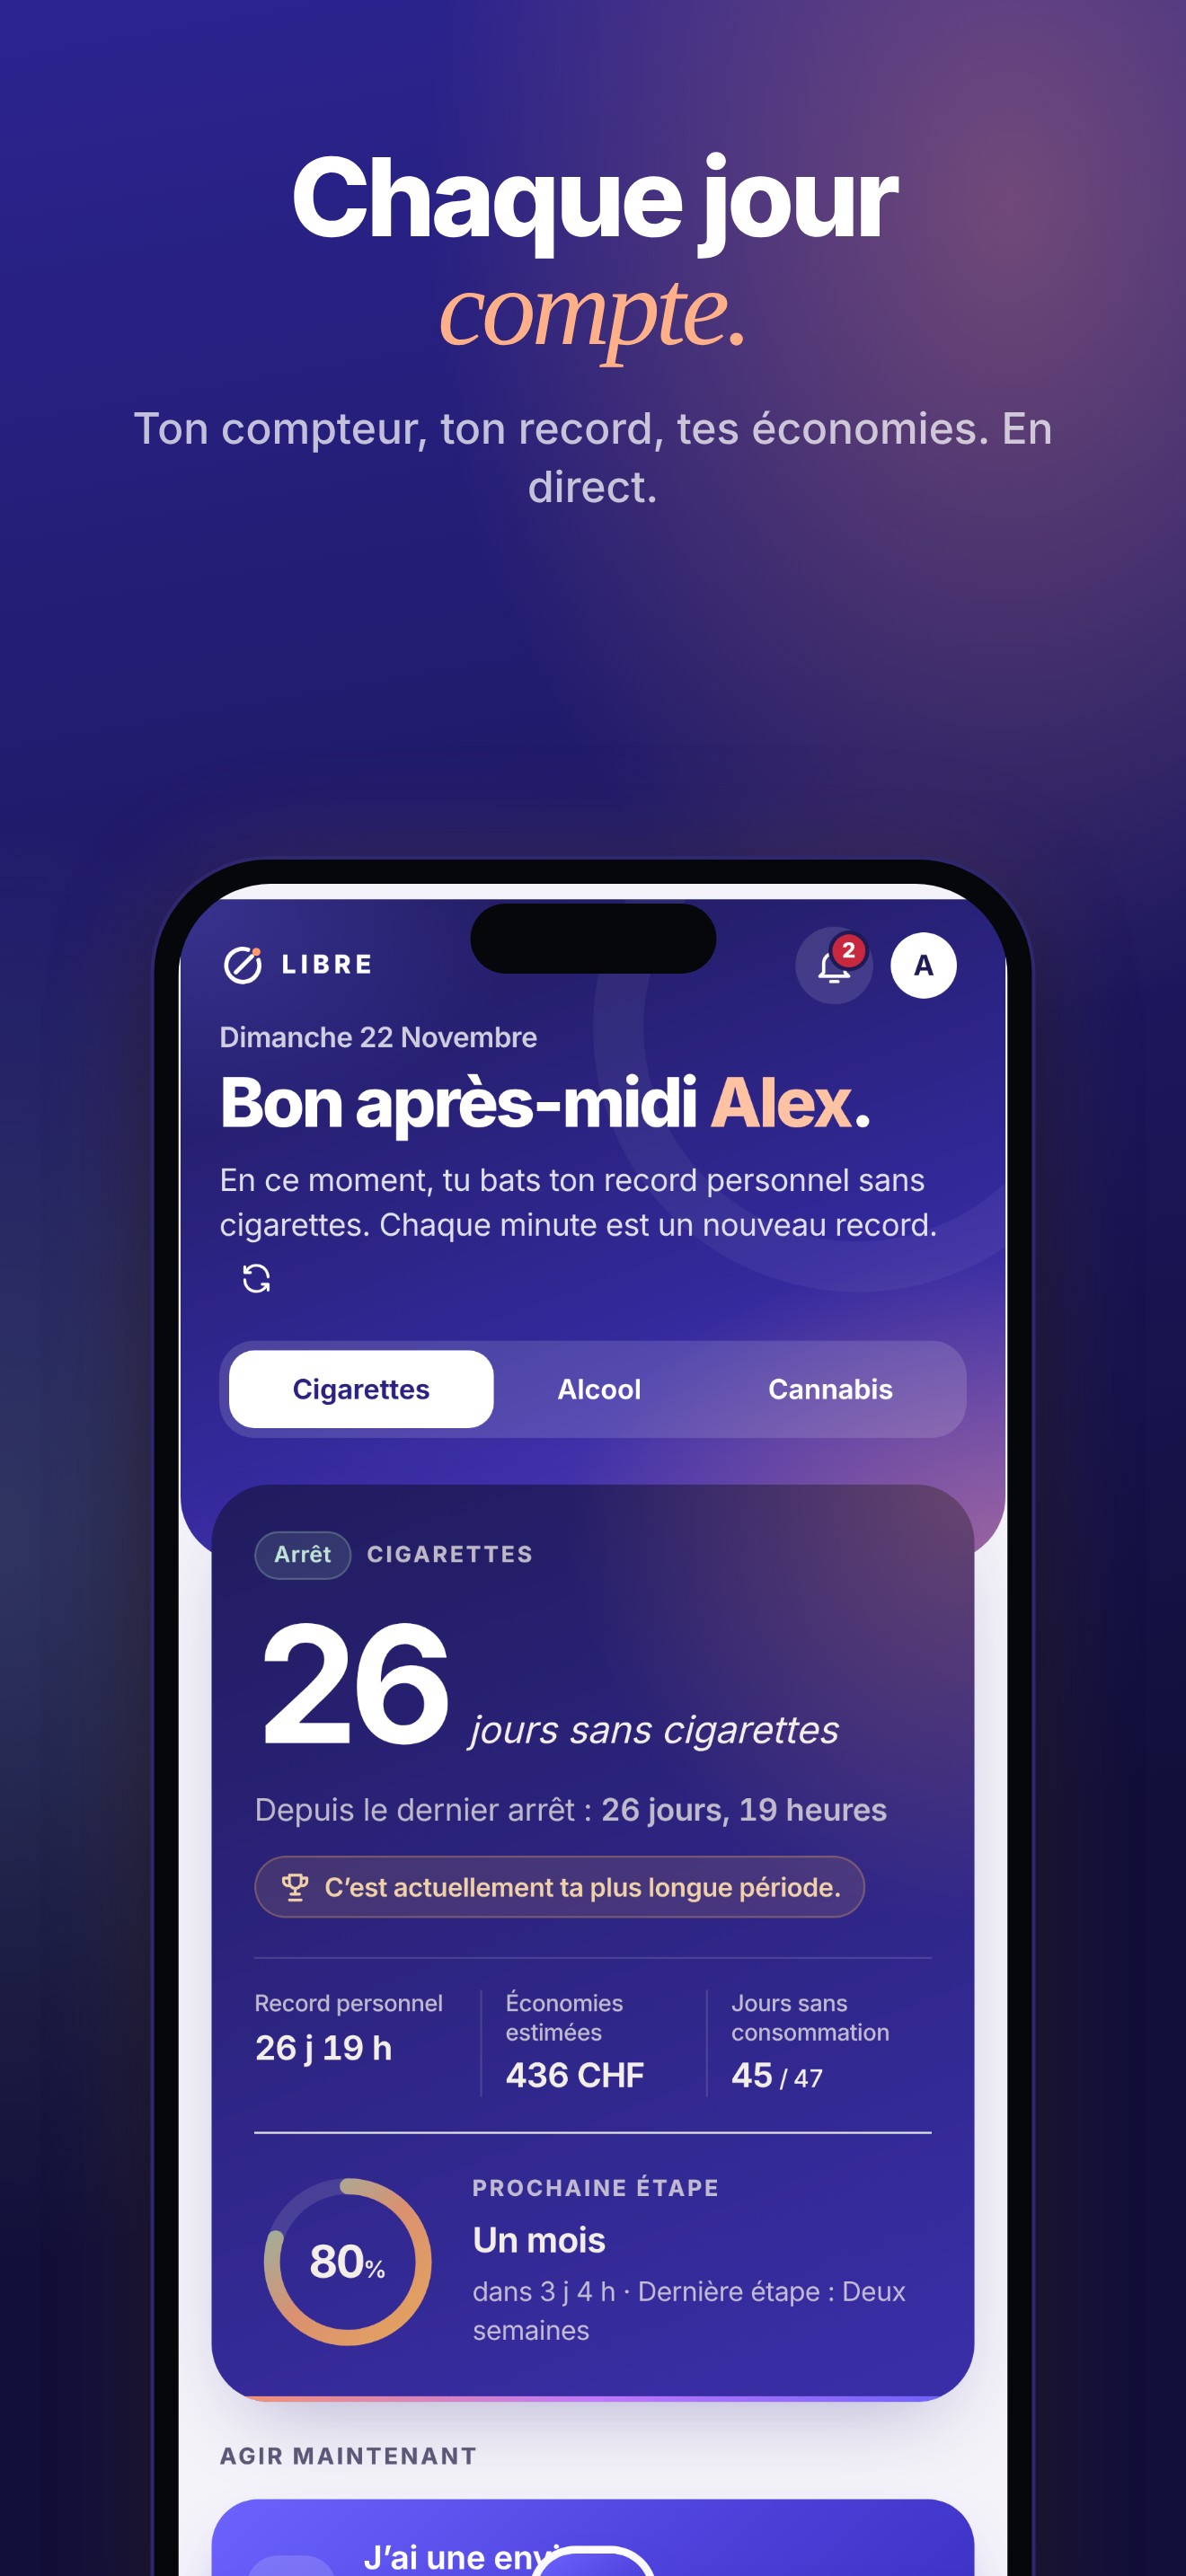 Chaque jour
compte.
Ton compteur, ton record, tes économies. En
direct.
LIBRE
2
A
Dimanche 22 Novembre
Bon après-midi Alex.
En ce moment, tu bats ton record personnel sans
cigarettes. Chaque minute est un nouveau record.
Cigarettes
Alcool
Cannabis
Arrêt
CIGARETTES
26 jours sans cigarettes
Depuis le dernier arrêt : 26 jours, 19 heures
C’est actuellement ta plus longue période.
Record personnel
26 j 19 h
Économies
estimées
436 CHF
Jours sans
consommation
45 / 47
80%
PROCHAINE ÉTAPE
Un mois
dans 3 j 4 h · Dernière étape : Deux
semaines
AGIR MAINTENANT
J’ai une